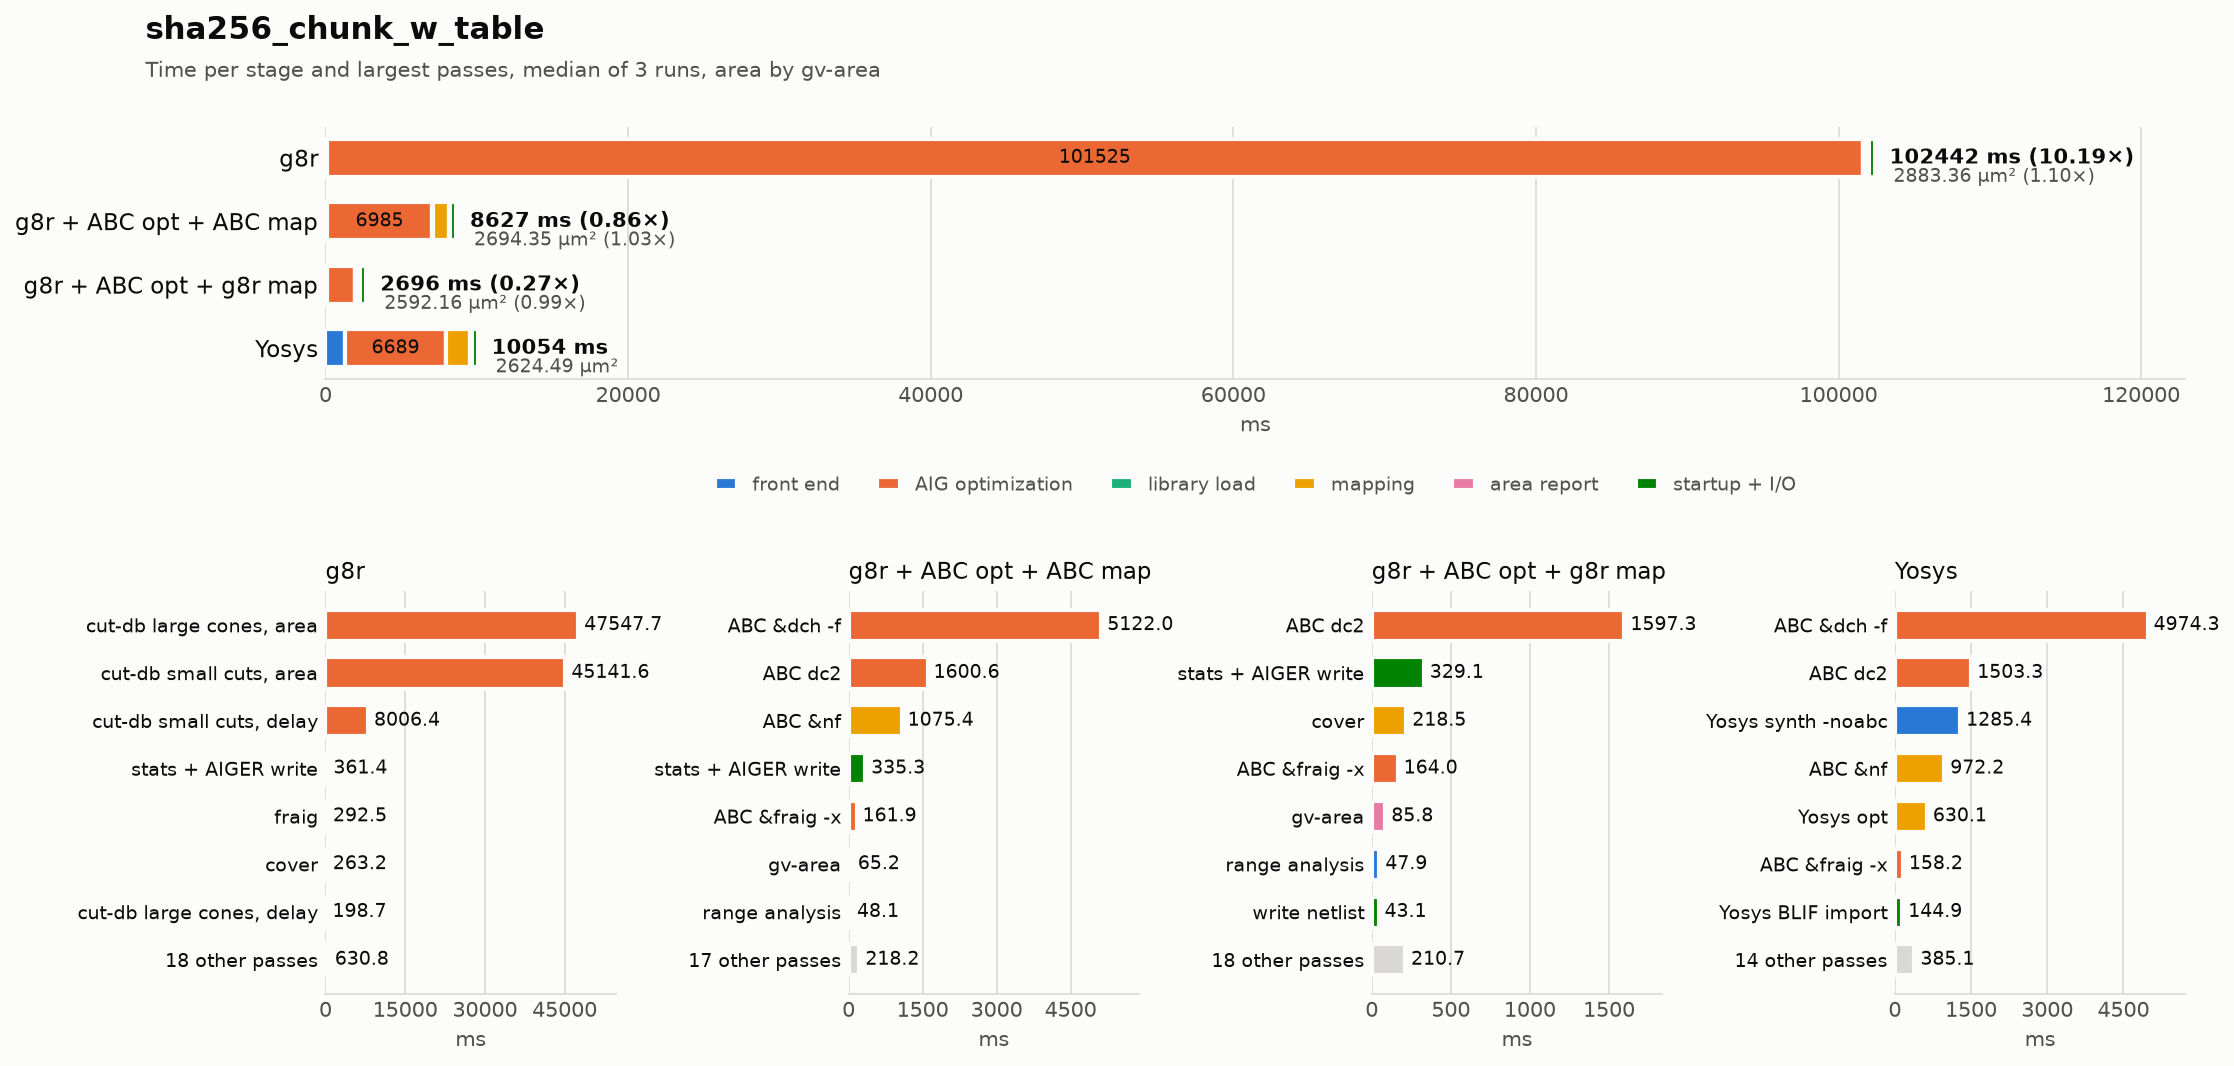 sha256_chunk_w_table
Time per stage and largest passes, median of 3 runs, area by gv-area
g8r
101525
102442 ms (10.19×)
2883.36 µm² (1.10×)
g8r + ABC opt + ABC map
6985
8627 ms (0.86×)
2694.35 µm² (1.03×)
g8r + ABC opt + g8r map
2696 ms (0.27×)
2592.16 µm² (0.99×)
Yosys
6689
10054 ms
2624.49 µm²
0 20000 40000 60000 80000 100000 120000
ms
front end AIG optimization library load mapping area report startup + I/O
g8r
cut-db large cones, area 47547.7
cut-db small cuts, area 45141.6
cut-db small cuts, delay 8006.4
stats + AIGER write 361.4
fraig 292.5
cover 263.2
cut-db large cones, delay 198.7
18 other passes 630.8
0 15000 30000 45000
ms
g8r + ABC opt + ABC map
ABC &dch -f 5122.0
ABC dc2 1600.6
ABC &nf 1075.4
stats + AIGER write 335.3
ABC &fraig -x 161.9
gv-area 65.2
range analysis 48.1
17 other passes 218.2
0 1500 3000 4500
ms
g8r + ABC opt + g8r map
ABC dc2 1597.3
stats + AIGER write 329.1
cover 218.5
ABC &fraig -x 164.0
gv-area 85.8
range analysis 47.9
write netlist 43.1
18 other passes 210.7
0 500 1000 1500
ms
Yosys
ABC &dch -f 4974.3
ABC dc2 1503.3
Yosys synth -noabc 1285.4
ABC &nf 972.2
Yosys opt 630.1
ABC &fraig -x 158.2
Yosys BLIF import 144.9
14 other passes 385.1
0 1500 3000 4500
ms